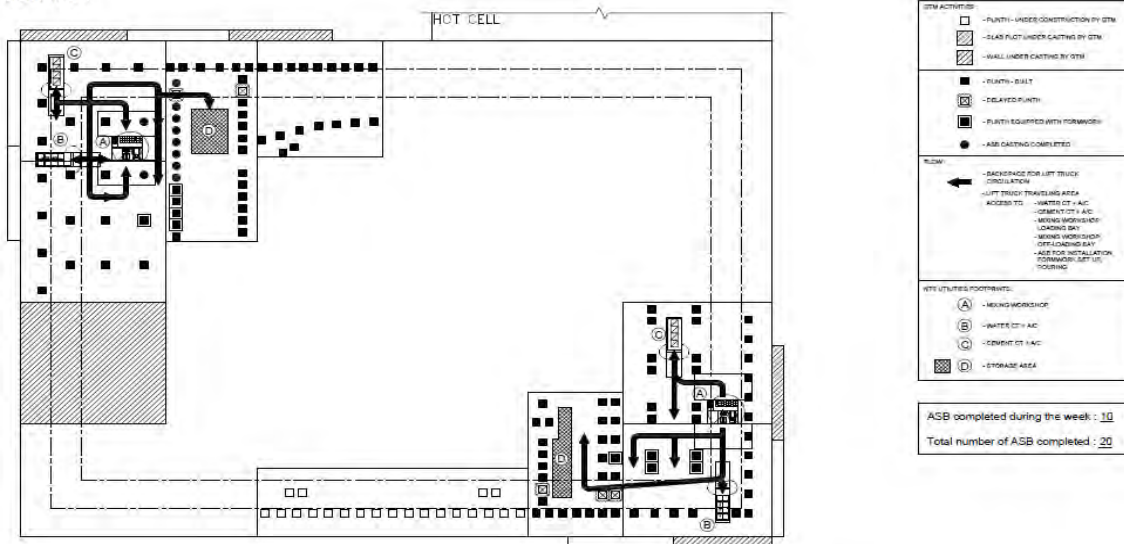 HOT CELL
C
B
A
D
C
A
D
B
GTM ACTIVITIES:
- PLINTH - UNDER CONSTRUCTION BY GTM
- SLAB PLOT UNDER CASTING BY GTM
- WALL UNDER CASTING BY GTM
- PLINTH - BUILT
- DELAYED PLINTH
- PLINTH EQUIPPED WITH FORMWORK
- ASB CASTING COMPLETED
FLOW:
- BACKSPACE FOR LIFT TRUCK
CIRCULATION
- LIFT TRUCK TRAVELING AREA
ACCESS TO: - WATER CT + A/C
- CEMENT CT + A/C
- MIXING WORKSHOP
LOADING BAY
- MIXING WORKSHOP
OFF-LOADING BAY
- ASB FOR INSTALLATION,
FORMWORK, SET UP,
POURING
UTILITIES FOOTPRINTS:
A - MIXING WORKSHOP
B - WATER CT + A/C
C - CEMENT CT + A/C
D - STORAGE AREA
ASB completed during the week : 10
Total number of ASB completed : 20